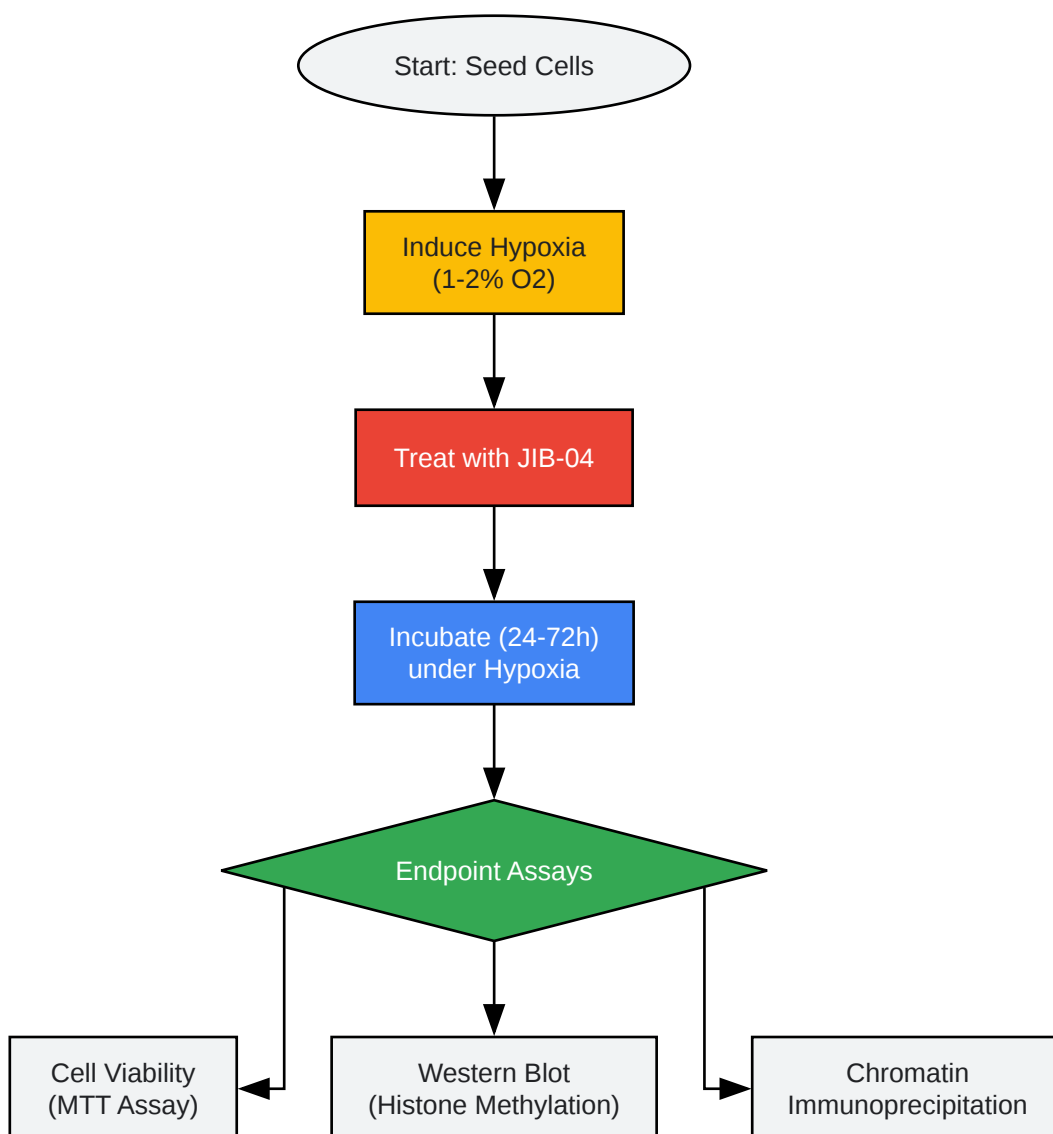 Start: Seed Cells
Induce Hypoxia
(1-2% O2)
Treat with JIB-04
Incubate (24-72h)
under Hypoxia
Endpoint Assays
Cell Viability
(MTT Assay)
Western Blot
(Histone Methylation)
Chromatin
Immunoprecipitation